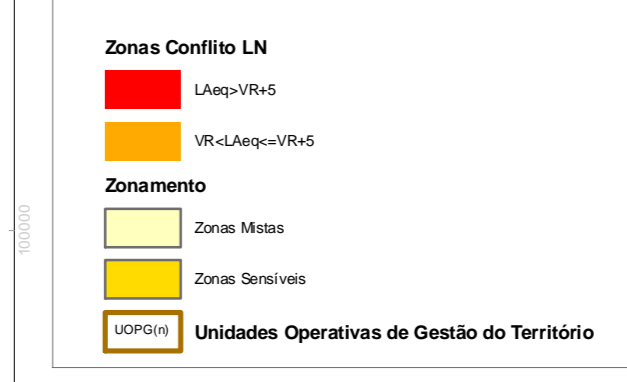 Zonas Conflito LN
LAeq>VR+5
VR<LAeq<=VR+5
Zonamento
Zonas Mistas
Zonas Sensíveis
UOPG(n) Unidades Operativas de Gestão do Território
100000